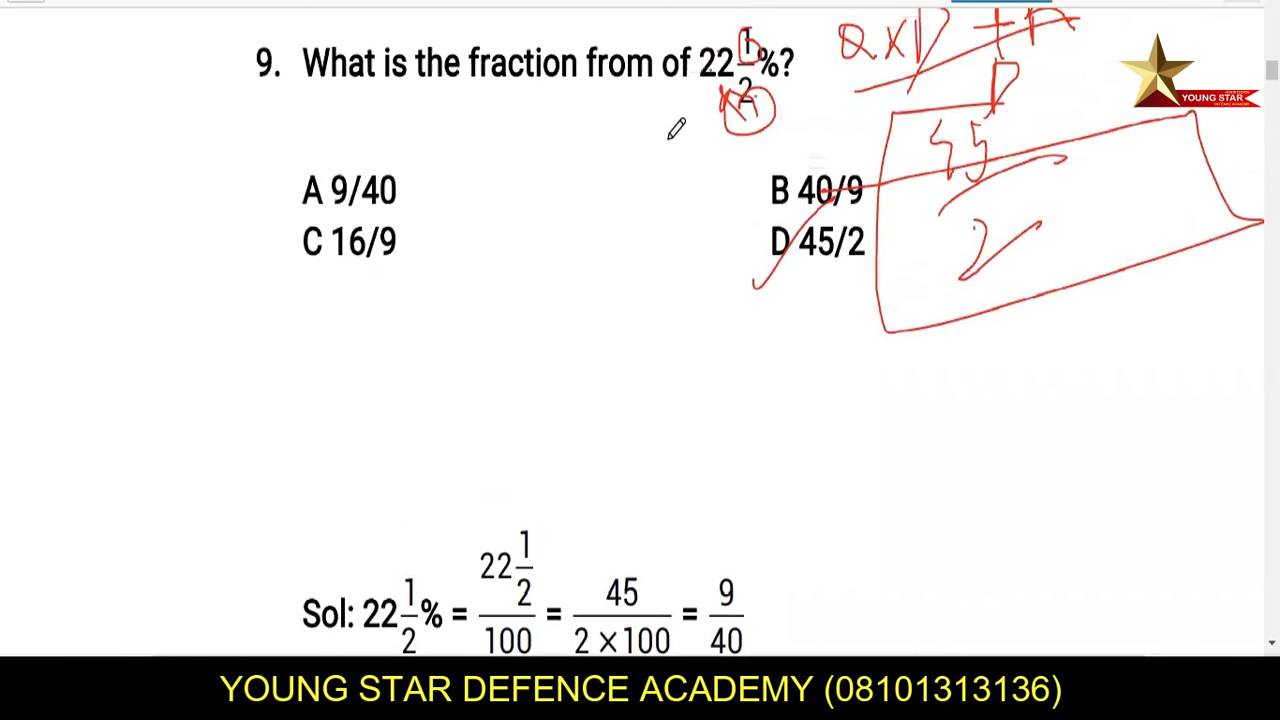 Q x D + R
D
9. What is the fraction from of 22 1/2 %?
45
2
A 9/40
B 40/9
C 16/9
D 45/2
YOUNG STAR
Sol: 22 1/2 % = 22 1/2 / 100 = 45 / 2 × 100 = 9 / 40
YOUNG STAR DEFENCE ACADEMY (08101313136)